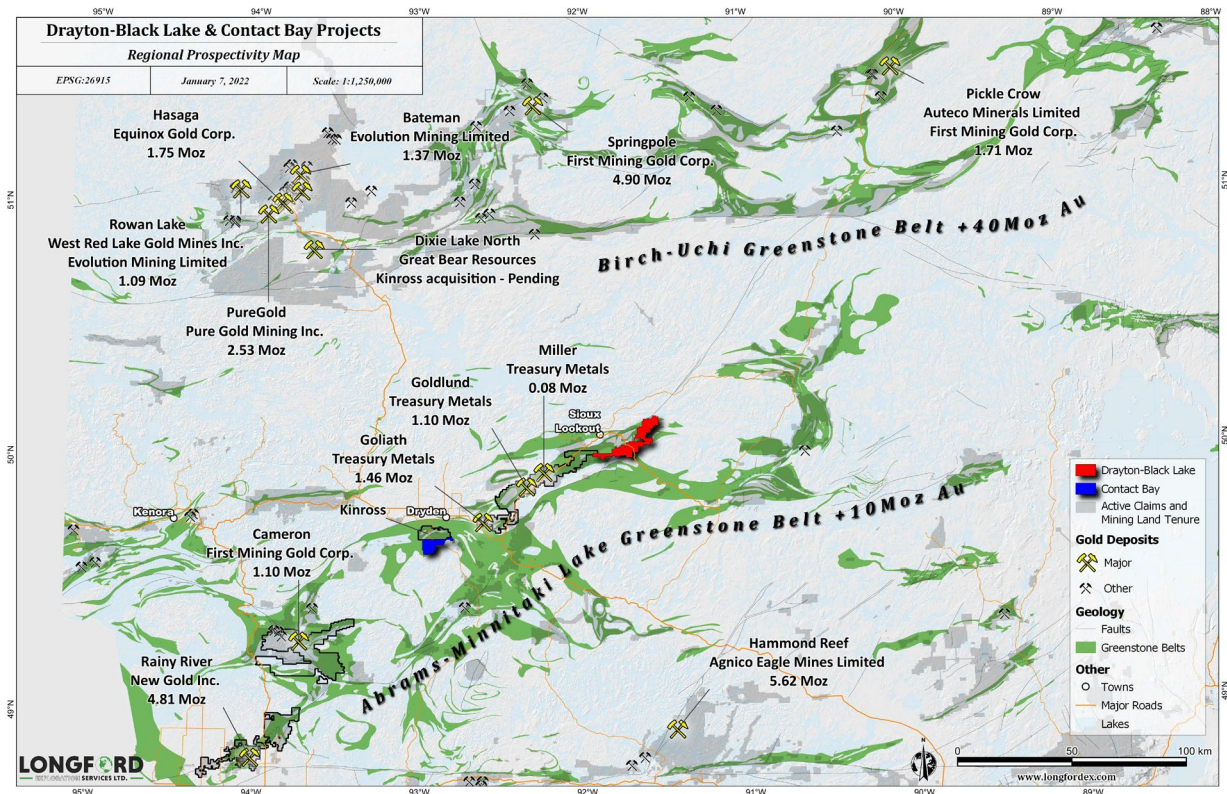 Drayton-Black Lake & Contact Bay Projects
Regional Prospectivity Map
EPSG:26915
January 7, 2022
Scale: 1:1,250,000
95°W
94°W
93°W
92°W
91°W
90°W
89°W
88°W
Hasaga
Equinox Gold Corp.
1.75 Moz
Bateman
Evolution Mining Limited
1.37 Moz
Springpole
First Mining Gold Corp.
4.90 Moz
Pickle Crow
Auteco Minerals Limited
First Mining Gold Corp.
1.71 Moz
51°N
51°N
Rowan Lake
West Red Lake Gold Mines Inc.
Evolution Mining Limited
1.09 Moz
Dixie Lake North
Great Bear Resources
Kinross acquisition - Pending
Birch-Uchi Greenstone Belt +40Moz Au
PureGold
Pure Gold Mining Inc.
2.53 Moz
Miller
Treasury Metals
0.08 Moz
Goldlund
Treasury Metals
1.10 Moz
Sioux
Lookout
Goliath
Treasury Metals
1.46 Moz
50°N
50°N
Kenora
Kinross
Dryden
Cameron
First Mining Gold Corp.
1.10 Moz
Abrams-Minnitaki Lake Greenstone Belt +10Moz Au
Drayton-Black Lake
Contact Bay
Active Claims and
Mining Land Tenure
Gold Deposits
Major
Other
Geology
Faults
Greenstone Belts
Other
Towns
Major Roads
Lakes
Rainy River
New Gold Inc.
4.81 Moz
Hammond Reef
Agnico Eagle Mines Limited
5.62 Moz
49°N
49°N
LONGFORD
EXPLORATION SERVICES LTD.
N
0
50
100 km
www.longfordex.com
95°W
94°W
93°W
92°W
91°W
90°W
89°W